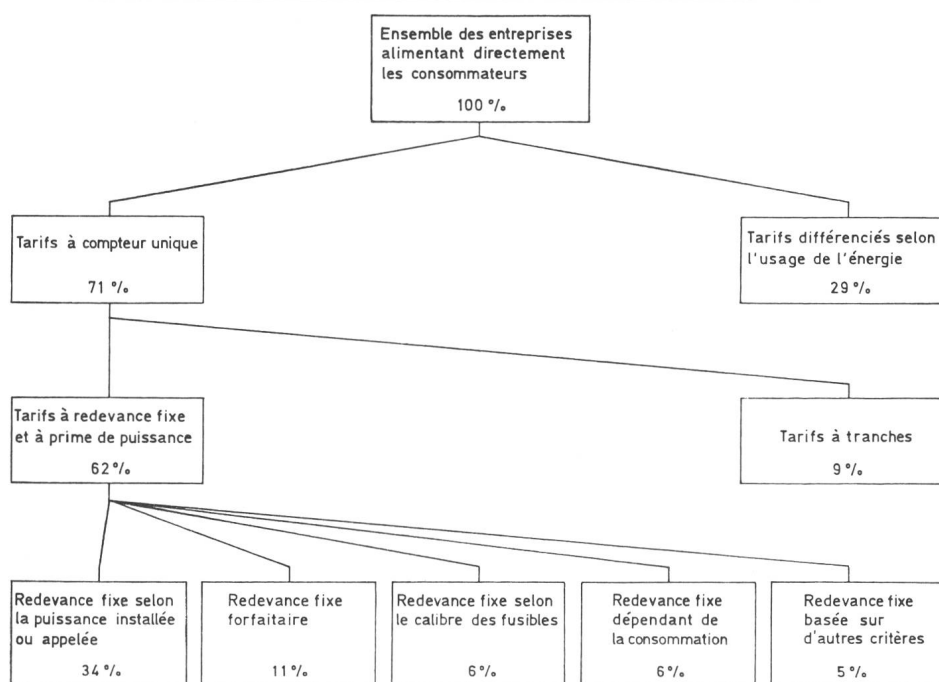 Ensemble des entreprises
alimentant directement
les consommateurs
100 %
Tarifs à compteur unique
71 %
Tarifs différenciés selon
l'usage de l'énergie
29 %
Tarifs à redevance fixe
et à prime de puissance
62 %
Tarifs à tranches
9 %
Redevance fixe selon
la puissance installée
ou appelée
34 %
Redevance fixe
forfaitaire
11 %
Redevance fixe selon
le calibre des fusibles
6 %
Redevance fixe
dépendant de
la consommation
6 %
Redevance fixe
basée sur
d'autres critères
5 %